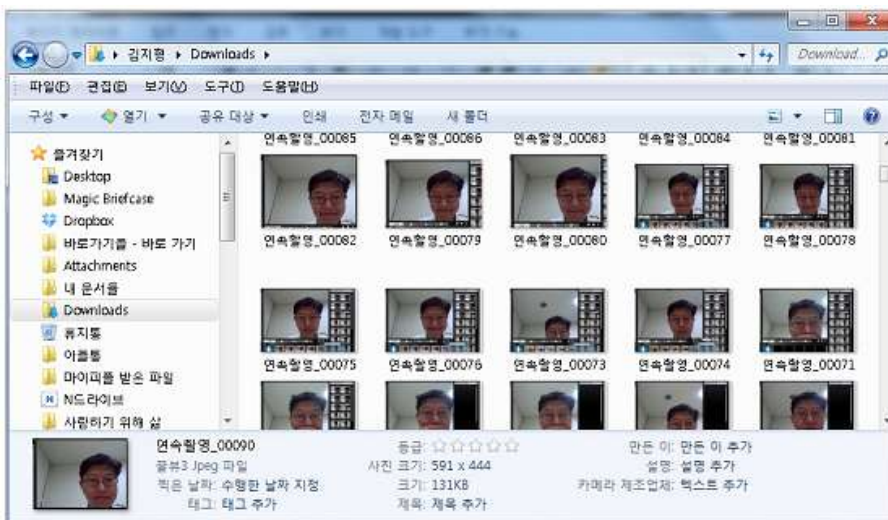 김지형 ▸ Downloads ▸
Download...
파일(F) 편집(E) 보기(V) 도구(T) 도움말(H)
구성 열기 공유 대상 인쇄 전자 메일 새 폴더
즐겨찾기
Desktop
Magic Briefcase
Dropbox
바로가기들 - 바로 가기
Attachments
내 문서들
Downloads
휴지통
어플통
마이피플 받은 파일
N드라이브
사랑하기 위해 삶
연속촬영_00085 연속촬영_00086 연속촬영_00083 연속촬영_00084 연속촬영_00081
연속촬영_00082 연속촬영_00079 연속촬영_00080 연속촬영_00077 연속촬영_00078
연속촬영_00075 연속촬영_00076 연속촬영_00073 연속촬영_00074 연속촬영_00071
연속촬영_00090
꿀뷰3 Jpeg 파일
찍은 날짜: 수행한 날짜 지정
태그: 태그 추가
등급:
사진 크기: 591 x 444
크기: 131KB
제목: 제목 추가
만든 이: 만든 이 추가
설명: 설명 추가
카메라 제조업체: 텍스트 추가